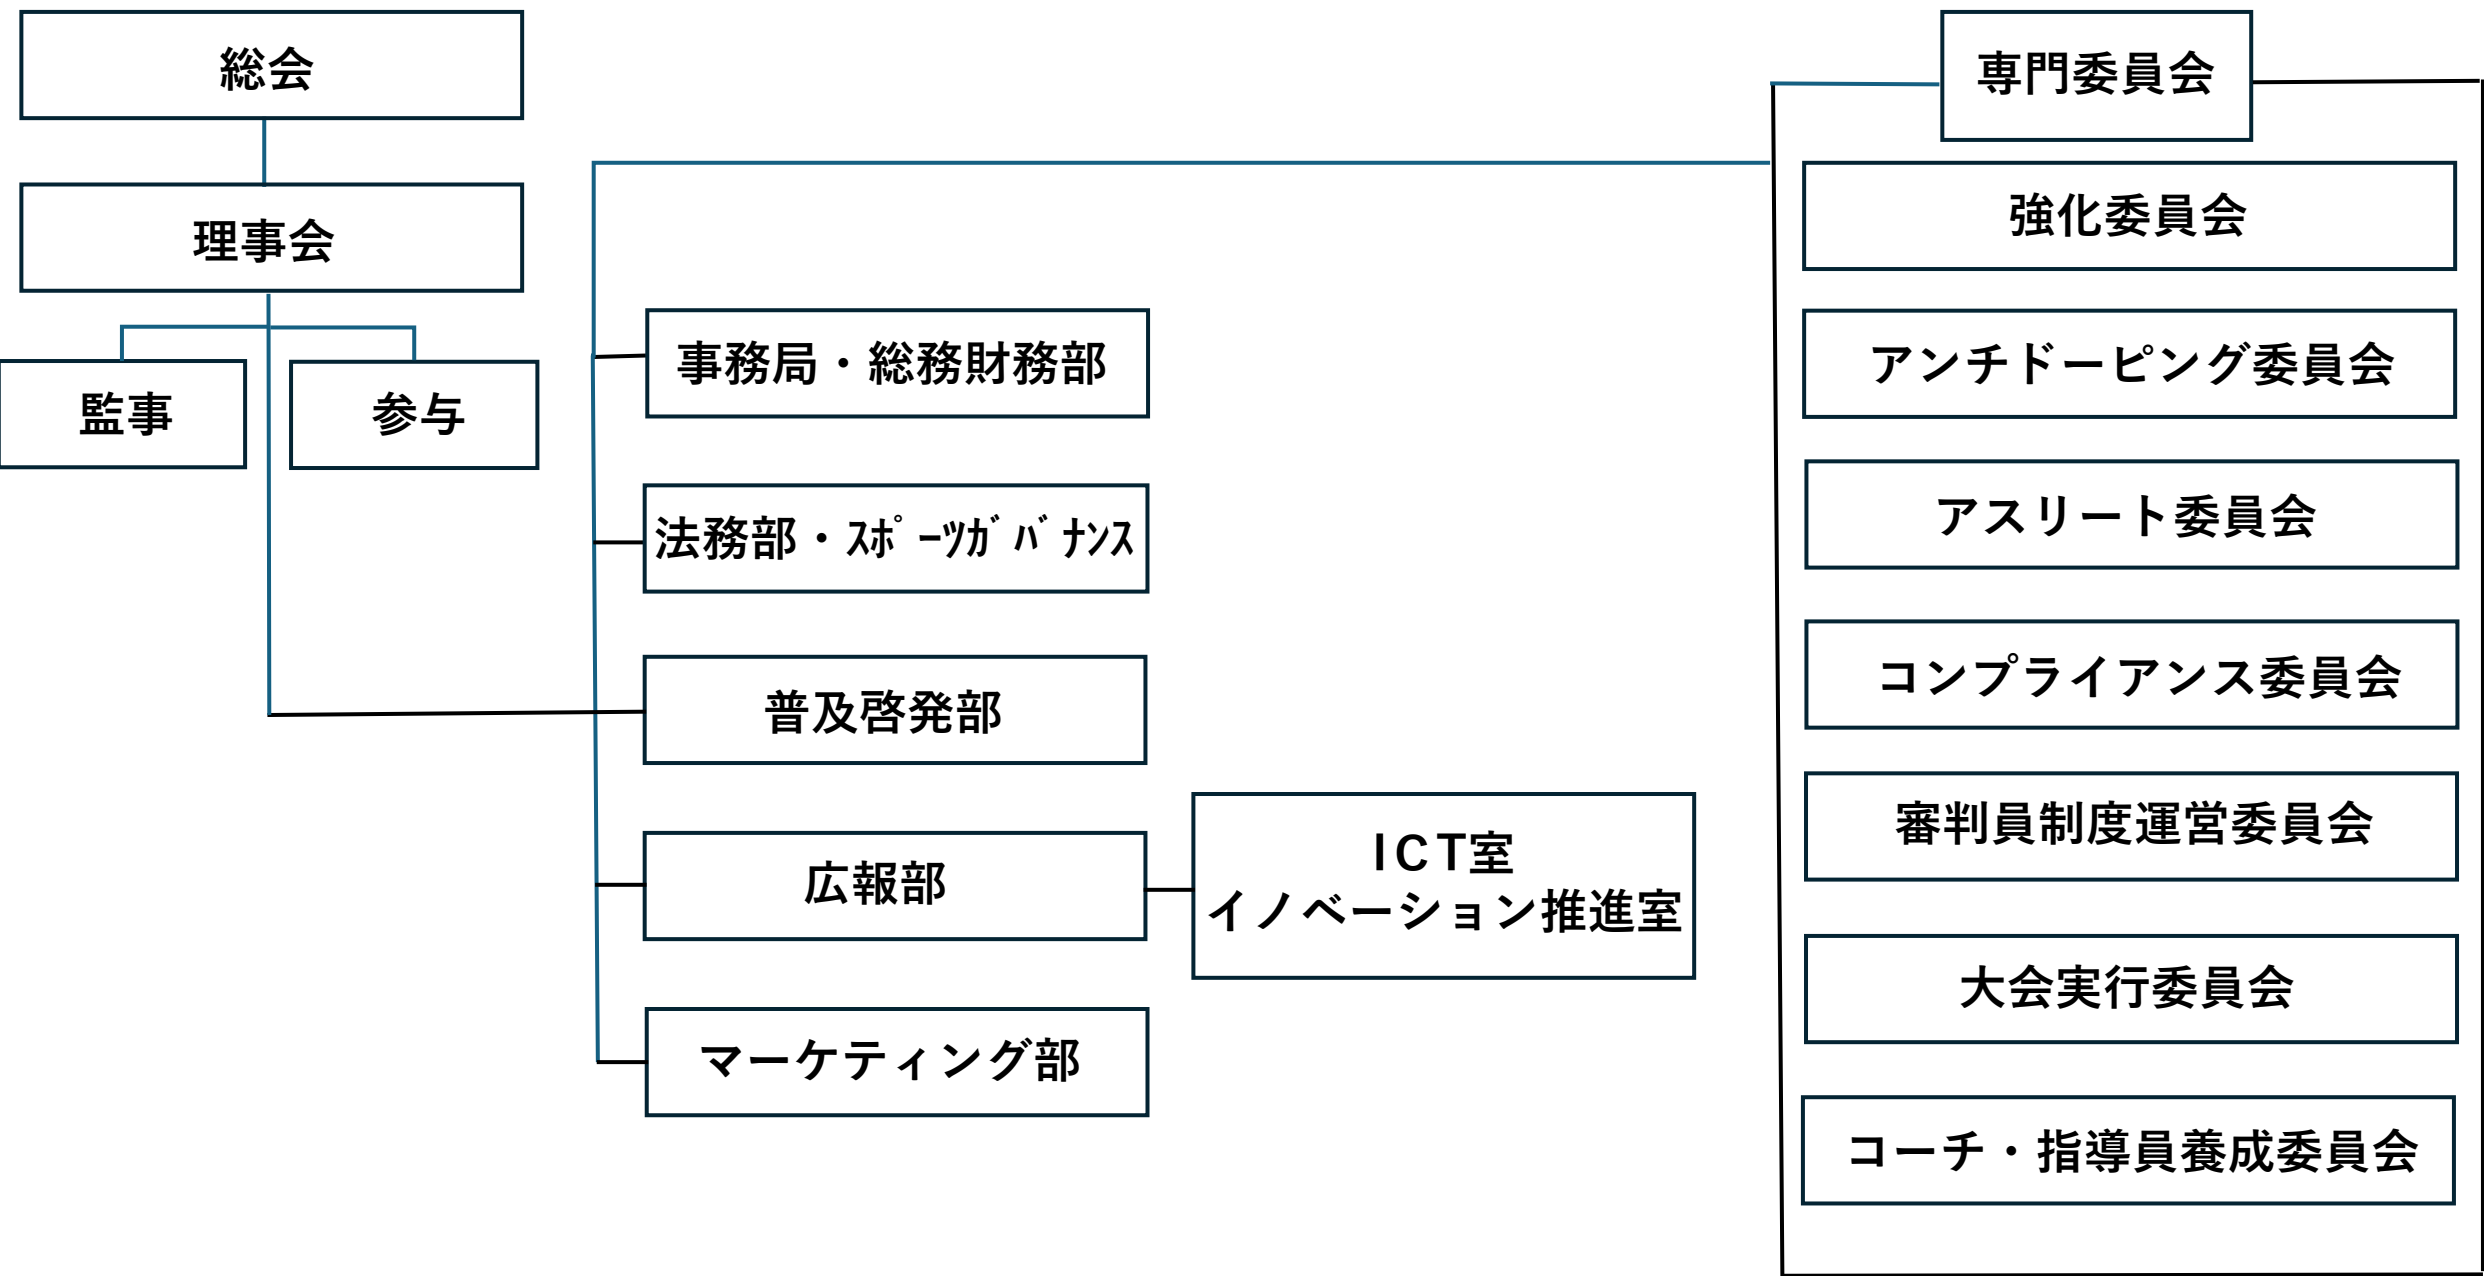 総会
理事会
監事
参与
事務局・総務財務部
法務部・ｽﾎﾟｰﾂｶﾞﾊﾞﾅﾝｽ
普及啓発部
広報部
ICT室
イノベーション推進室
マーケティング部
専門委員会
強化委員会
アンチドーピング委員会
アスリート委員会
コンプライアンス委員会
審判員制度運営委員会
大会実行委員会
コーチ・指導員養成委員会